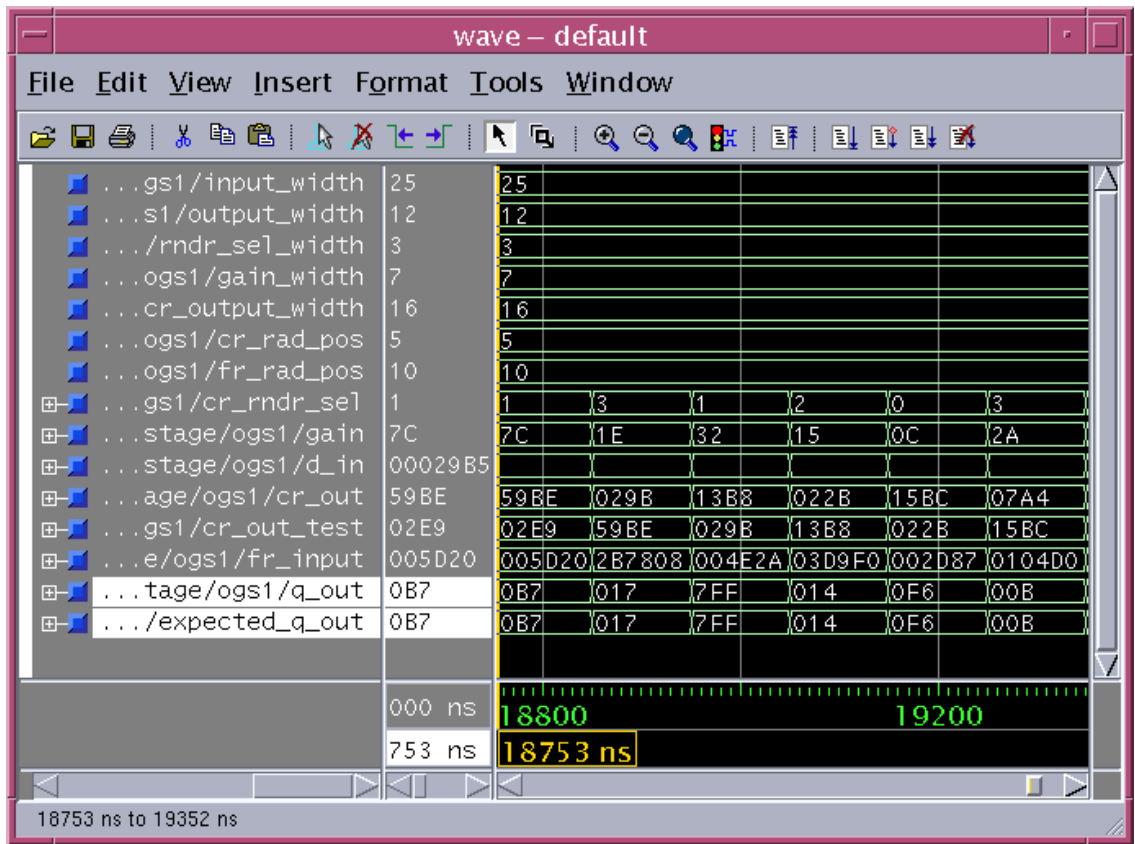 wave – default
File Edit View Insert Format Tools Window
...gs1/input_width 25 25
...s1/output_width 12 12
.../rndr_sel_width 3 3
...ogs1/gain_width 7 7
...cr_output_width 16 16
...ogs1/cr_rad_pos 5 5
...ogs1/fr_rad_pos 10 10
...gs1/cr_rndr_sel 1 1 3 1 2 0 3
...stage/ogs1/gain 7C 7C 1E 32 15 0C 2A
...stage/ogs1/d_in 00029B5
...age/ogs1/cr_out 59BE 59BE 029B 13B8 022B 15BC 07A4
...gs1/cr_out_test 02E9 02E9 59BE 029B 13B8 022B 15BC
...e/ogs1/fr_input 005D20 005D20 2B7808 004E2A 03D9F0 002D87 0104D0
...tage/ogs1/q_out 0B7 0B7 017 7FF 014 0F6 00B
.../expected_q_out 0B7 0B7 017 7FF 014 0F6 00B
000 ns 18800 19200
753 ns 18753 ns
18753 ns to 19352 ns